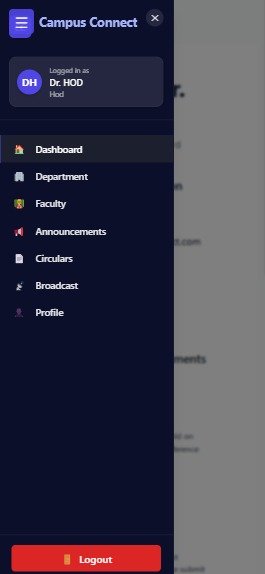 Campus Connect
Logged in as
DH
Dr. HOD
Hod
Dashboard
Department
Faculty
Announcements
Circulars
Broadcast
Profile
Logout